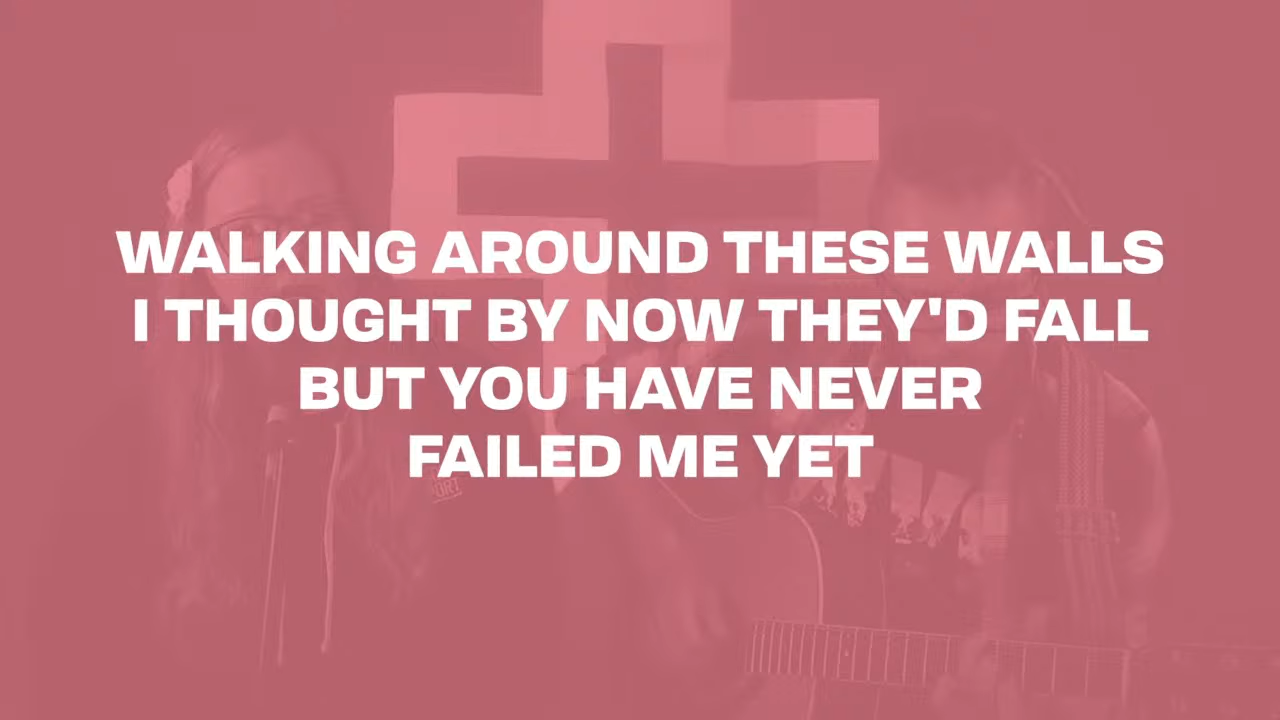 WALKING AROUND THESE WALLS
I THOUGHT BY NOW THEY'D FALL
BUT YOU HAVE NEVER
FAILED ME YET